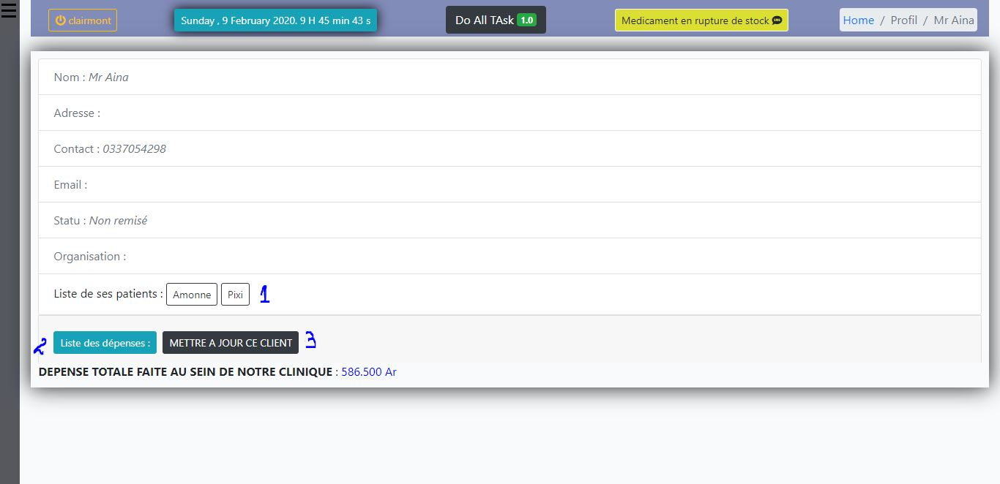 clairmont
Sunday , 9 February 2020. 9 H 45 min 43 s
Do All TAsk 1.0
Medicament en rupture de stock SMS
Home / Profil / Mr Aina
Nom : Mr Aina
Adresse :
Contact : 0337054298
Email :
Statu : Non remisé
Organisation :
Liste de ses patients : Amonne Pixi 1
2 Liste des dépenses : METTRE A JOUR CE CLIENT 3
DEPENSE TOTALE FAITE AU SEIN DE NOTRE CLINIQUE : 586.500 Ar